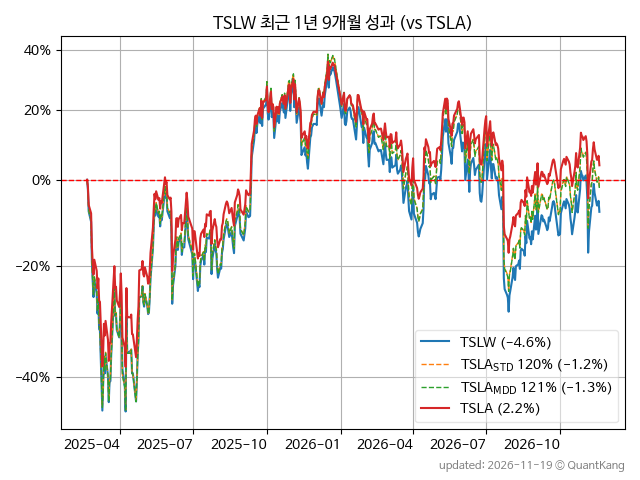 TSLW 최근 1년 9개월 성과 (vs TSLA)
40%
20%
0%
−20%
−40%
TSLW (−4.6%)
TSLA_STD 120% (−1.2%)
TSLA_MDD 121% (−1.3%)
TSLA (2.2%)
2025-04 2025-07 2025-10 2026-01 2026-04 2026-07 2026-10
updated: 2026-11-19 © QuantKang